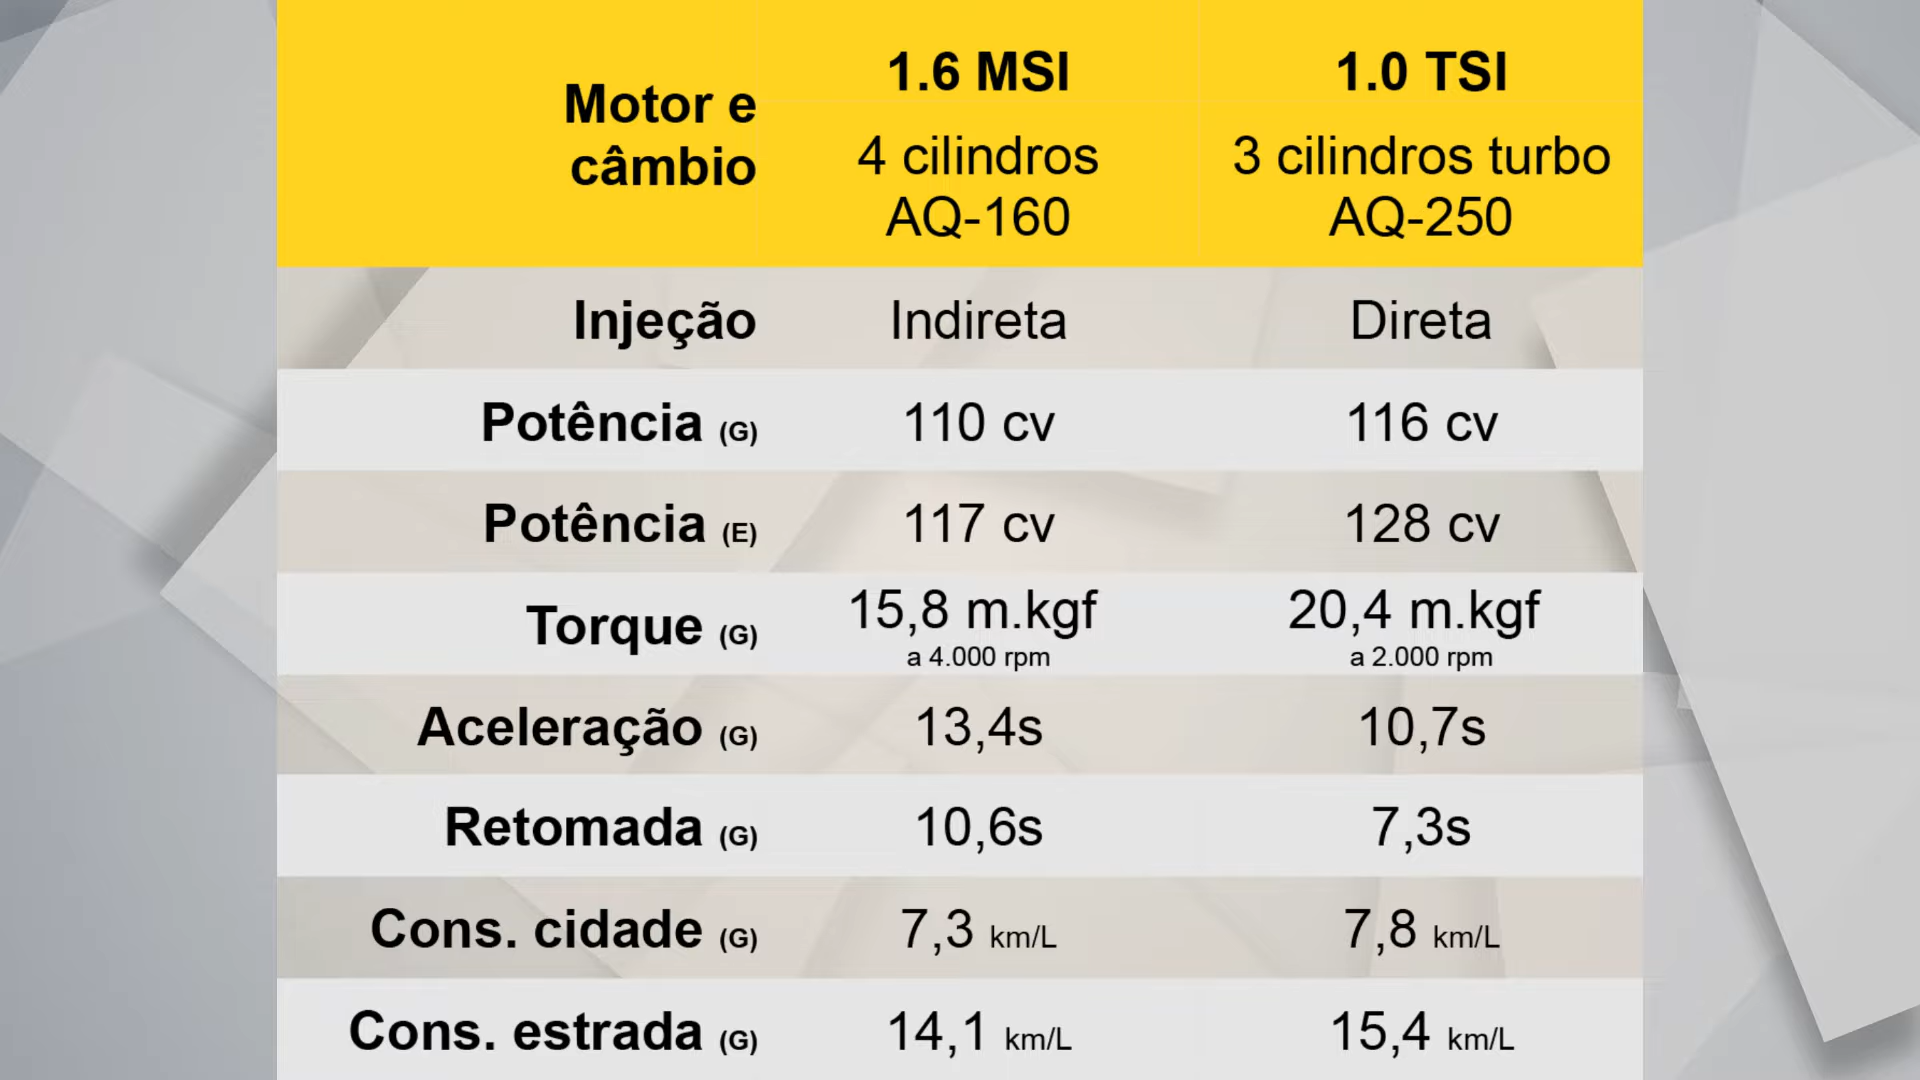 Motor e
câmbio
1.6 MSI
4 cilindros
AQ-160
1.0 TSI
3 cilindros turbo
AQ-250
Injeção Indireta Direta
Potência (G) 110 cv 116 cv
Potência (E) 117 cv 128 cv
Torque (G) 15,8 m.kgf 20,4 m.kgf
a 4.000 rpm a 2.000 rpm
Aceleração (G) 13,4s 10,7s
Retomada (G) 10,6s 7,3s
Cons. cidade (G) 7,3 km/L 7,8 km/L
Cons. estrada (G) 14,1 km/L 15,4 km/L